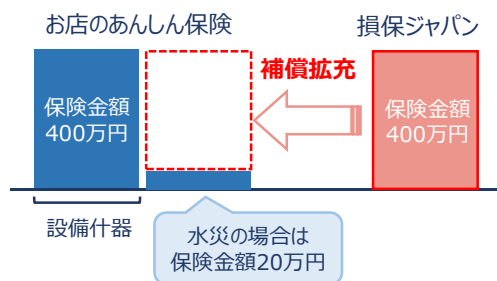 お店のあんしん保険
損保ジャパン
保険金額
400万円
補償拡充
保険金額
400万円
設備什器
水災の場合は
保険金額20万円